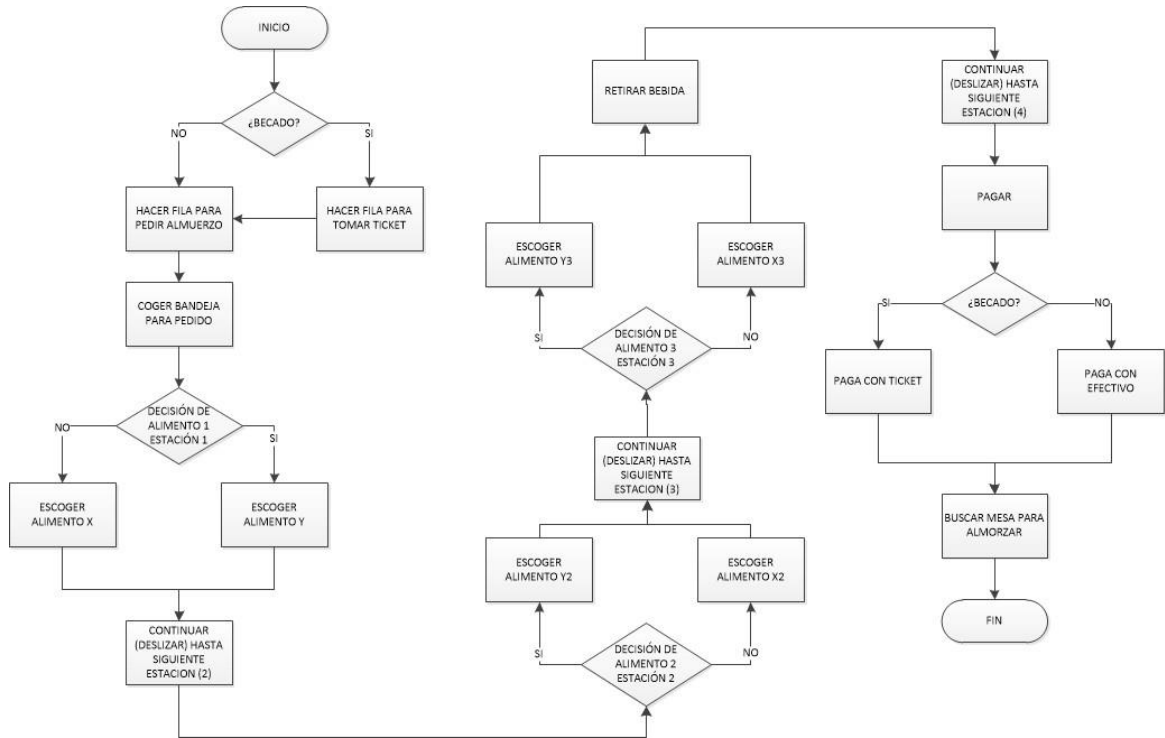 INICIO
¿BECADO?
NO
SI
HACER FILA PARA
PEDIR ALMUERZO
HACER FILA PARA
TOMAR TICKET
COGER BANDEJA
PARA PEDIDO
DECISIÓN DE
ALIMENTO 1
ESTACIÓN 1
NO
SI
ESCOGER
ALIMENTO X
ESCOGER
ALIMENTO Y
CONTINUAR
(DESLIZAR) HASTA
SIGUIENTE
ESTACION (2)
DECISIÓN DE
ALIMENTO 2
ESTACIÓN 2
SI
NO
ESCOGER
ALIMENTO Y2
ESCOGER
ALIMENTO X2
CONTINUAR
(DESLIZAR) HASTA
SIGUIENTE
ESTACION (3)
DECISIÓN DE
ALIMENTO 3
ESTACIÓN 3
SI
NO
ESCOGER
ALIMENTO Y3
ESCOGER
ALIMENTO X3
RETIRAR BEBIDA
CONTINUAR
(DESLIZAR) HASTA
SIGUIENTE
ESTACION (4)
PAGAR
¿BECADO?
SI
NO
PAGA CON TICKET
PAGA CON
EFECTIVO
BUSCAR MESA PARA
ALMORZAR
FIN